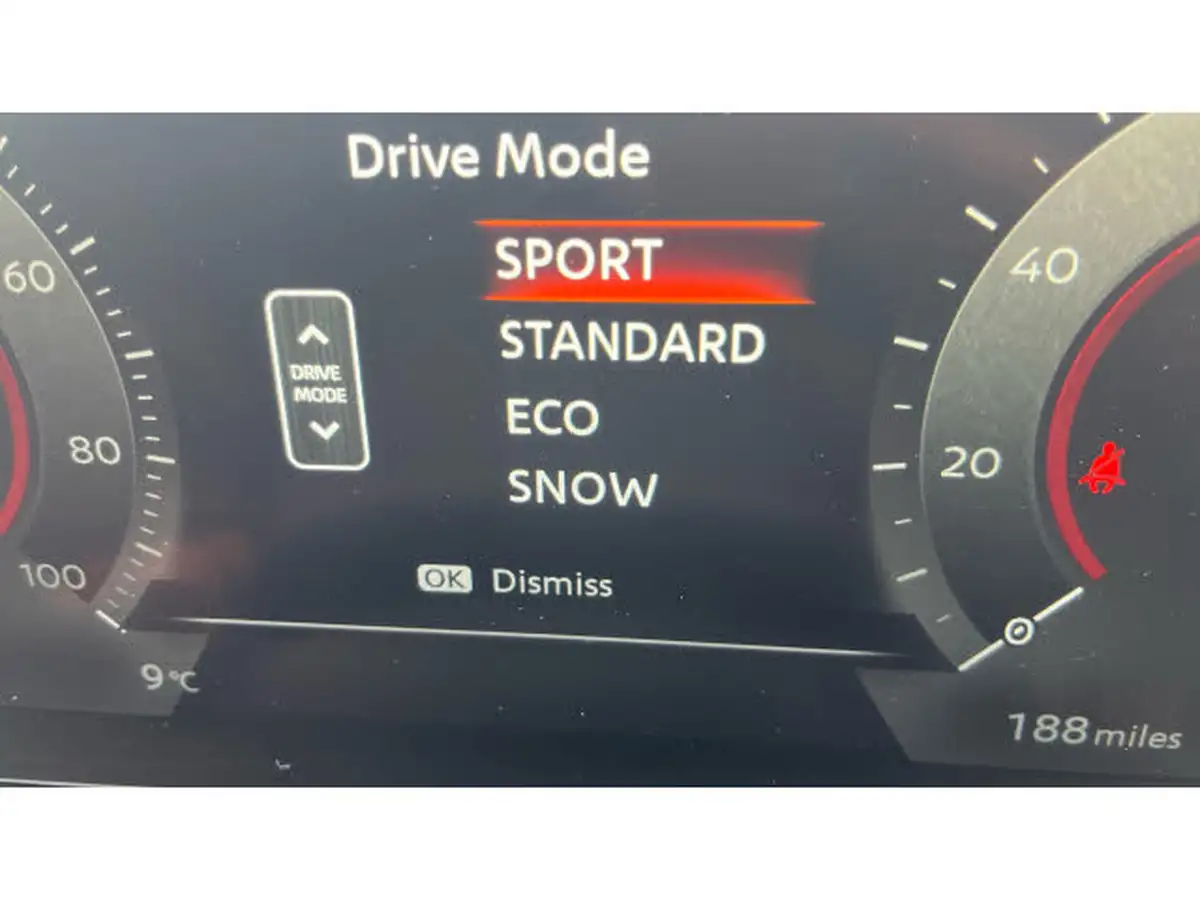 Drive Mode
SPORT
STANDARD
ECO
SNOW
DRIVE
MODE
OK Dismiss
60
80
100
9°C
40
20
0
188 miles